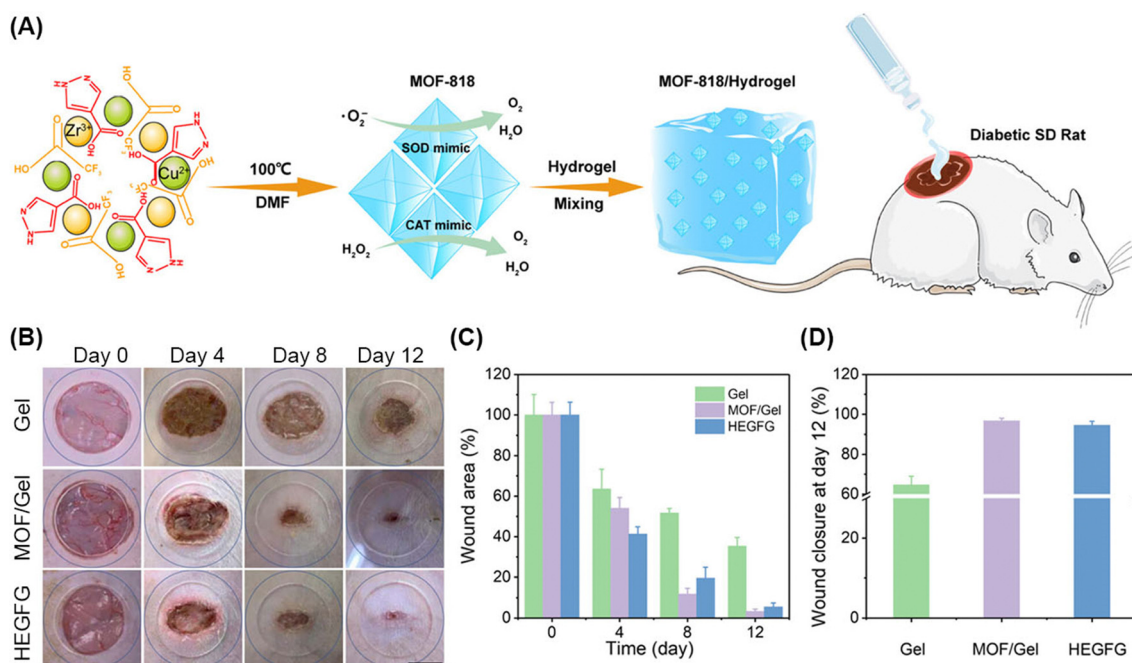 (A)
HO
OH
Zr³⁺
Cu²⁺
CF₃
100℃
DMF
MOF-818
·O₂⁻
O₂
H₂O
SOD mimic
CAT mimic
H₂O₂
O₂
H₂O
Hydrogel
Mixing
MOF-818/Hydrogel
Diabetic SD Rat
(B)
Day 0 Day 4 Day 8 Day 12
Gel
MOF/Gel
HEGFG
(C)
120
100
80
60
40
20
0
Wound area (%)
Gel
MOF/Gel
HEGFG
0 4 8 12
Time (day)
(D)
120
100
80
60
20
0
Wound closure at day 12 (%)
Gel MOF/Gel HEGFG